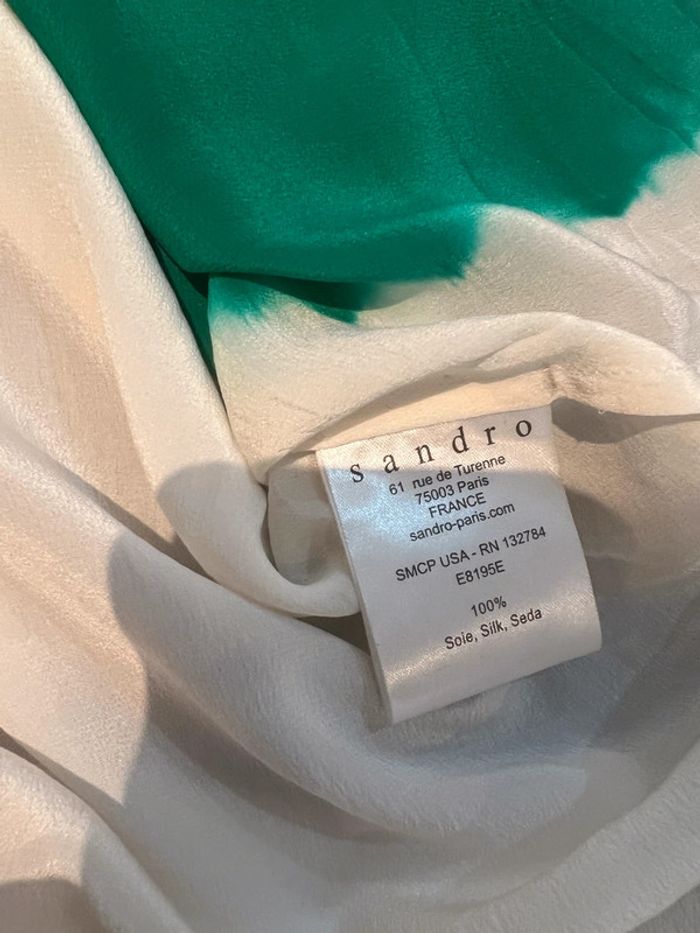 sandro
61 rue de Turenne
75003 Paris
FRANCE
sandro-paris.com
SMCP USA - RN 132784
E8195E
100%
Soie, Silk, Seda